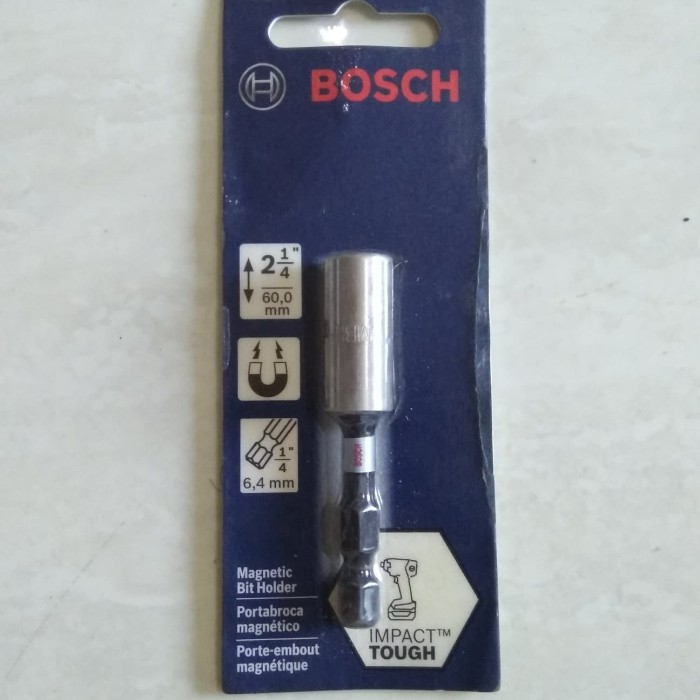 BOSCH
2 1/4"
60,0
mm
BOSCH
1/4"
6,4 mm
Magnetic
Bit Holder
Portabroca
magnético
Porte-embout
magnétique
IMPACT™
TOUGH